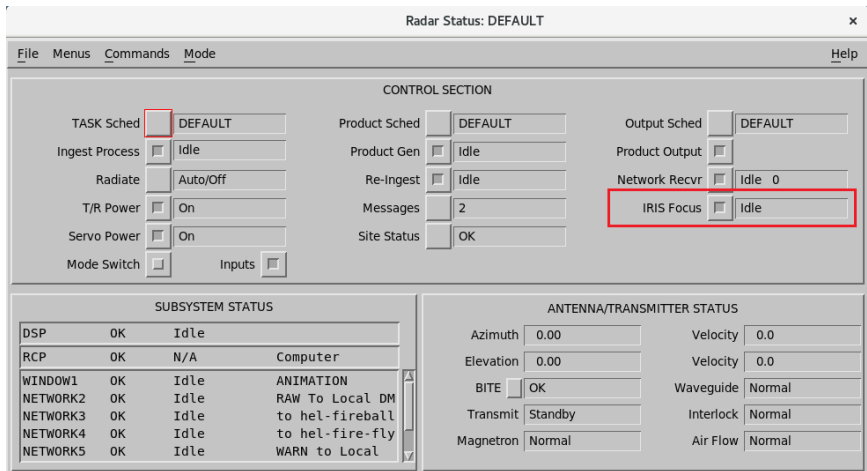 Radar Status: DEFAULT ×
File Menus Commands Mode Help
CONTROL SECTION
TASK Sched DEFAULT Product Sched DEFAULT Output Sched DEFAULT
Ingest Process Idle Product Gen Idle Product Output
Radiate Auto/Off Re-Ingest Idle Network Recvr Idle 0
T/R Power On Messages 2 IRIS Focus Idle
Servo Power On Site Status OK
Mode Switch Inputs
SUBSYSTEM STATUS
DSP OK Idle
RCP OK N/A Computer
WINDOW1 OK Idle ANIMATION
NETWORK2 OK Idle RAW To Local DM
NETWORK3 OK Idle to hel-fireball
NETWORK4 OK Idle to hel-fire-fly
NETWORK5 OK Idle WARN to Local
ANTENNA/TRANSMITTER STATUS
Azimuth 0.00 Velocity 0.0
Elevation 0.00 Velocity 0.0
BITE OK Waveguide Normal
Transmit Standby Interlock Normal
Magnetron Normal Air Flow Normal